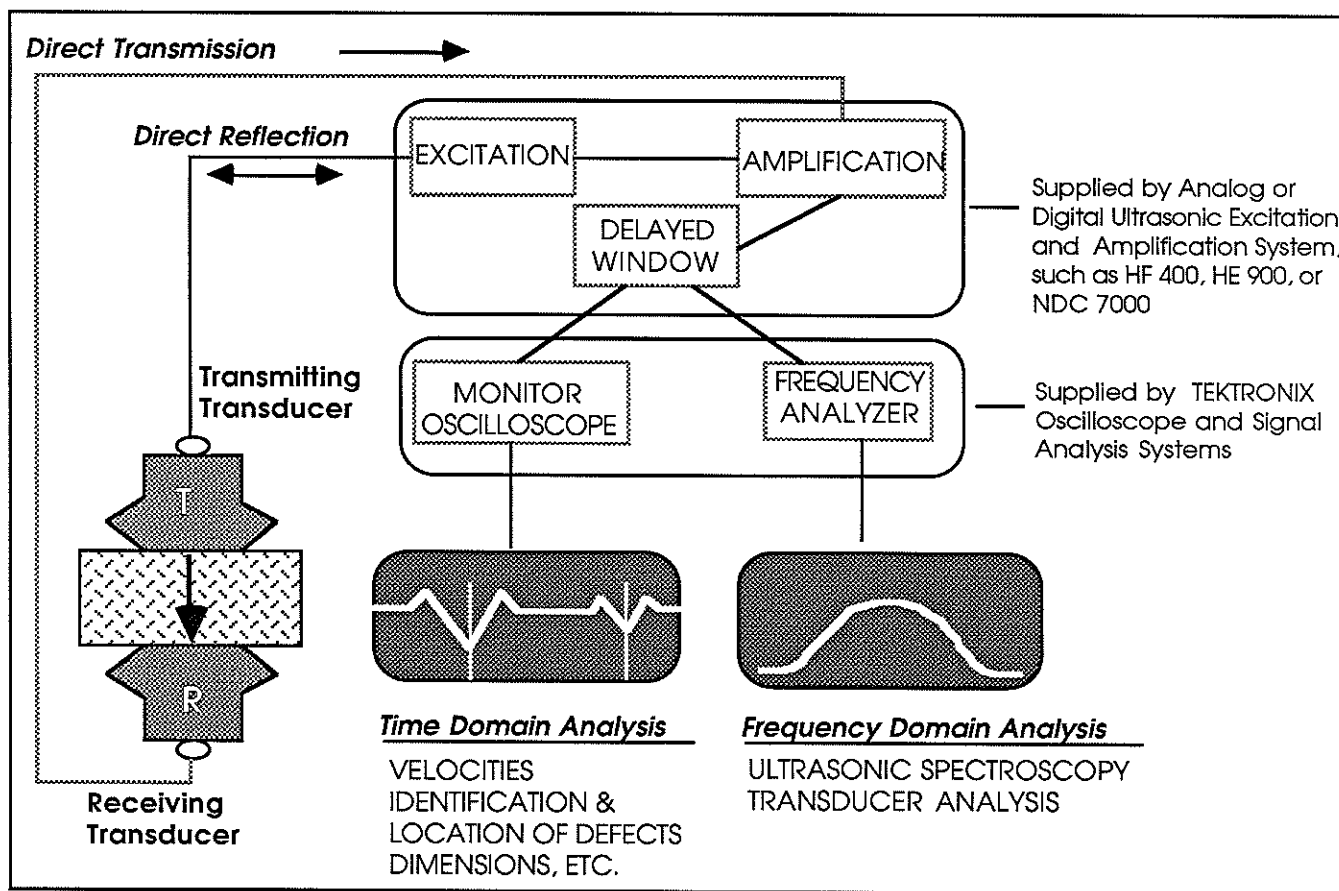 Direct Transmission
Direct Reflection
EXCITATION
AMPLIFICATION
DELAYED
WINDOW
Supplied by Analog or
Digital Ultrasonic Excitation
and Amplification System,
such as HF 400, HE 900, or
NDC 7000
MONITOR
OSCILLOSCOPE
FREQUENCY
ANALYZER
Supplied by TEKTRONIX
Oscilloscope and Signal
Analysis Systems
Transmitting
Transducer
T
R
Receiving
Transducer
Time Domain Analysis
VELOCITIES
IDENTIFICATION &
LOCATION OF DEFECTS
DIMENSIONS, ETC.
Frequency Domain Analysis
ULTRASONIC SPECTROSCOPY
TRANSDUCER ANALYSIS